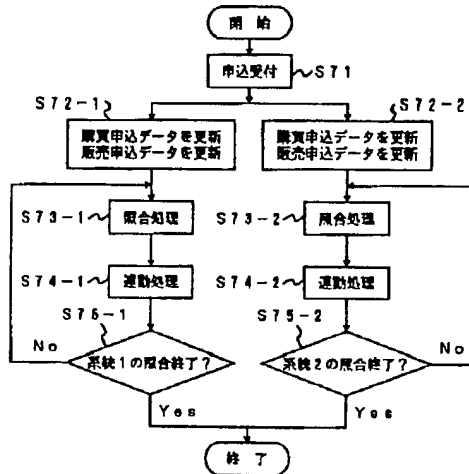 開始
申込受付
S71
S72-1
S72-2
購買申込データを更新
販売申込データを更新
購買申込データを更新
販売申込データを更新
S73-1
照合処理
S73-2
照合処理
S74-1
連動処理
S74-2
連動処理
S75-1
S75-2
No
系統1の照合終了?
系統2の照合終了?
No
Yes
Yes
終了